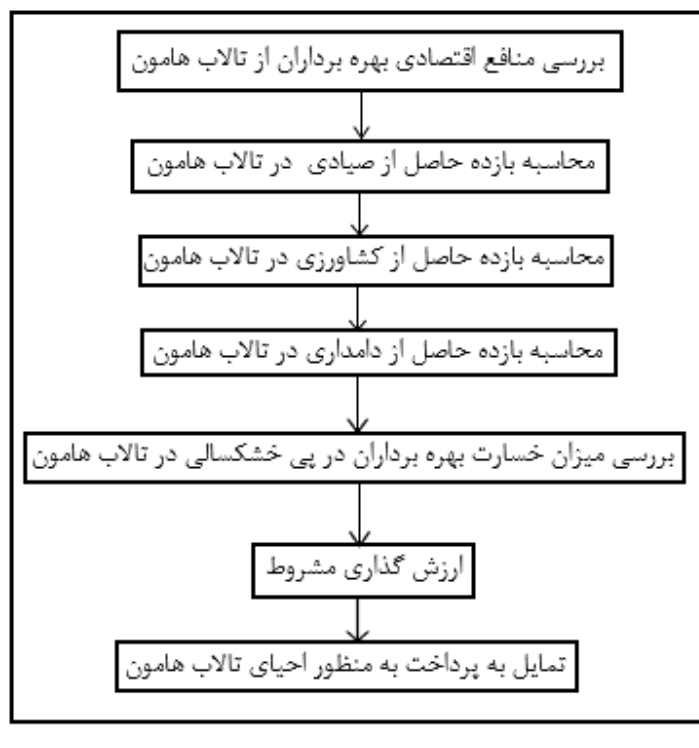 بررسی منافع اقتصادی بهره برداران از تالاب هامون
محاسبه بازده حاصل از صیادی در تالاب هامون
محاسبه بازده حاصل از کشاورزی در تالاب هامون
محاسبه بازده حاصل از دامداری در تالاب هامون
بررسی میزان خسارت بهره برداران در پی خشکسالی در تالاب هامون
ارزش گذاری مشروط
تمایل به پرداخت به منظور احیای تالاب هامون